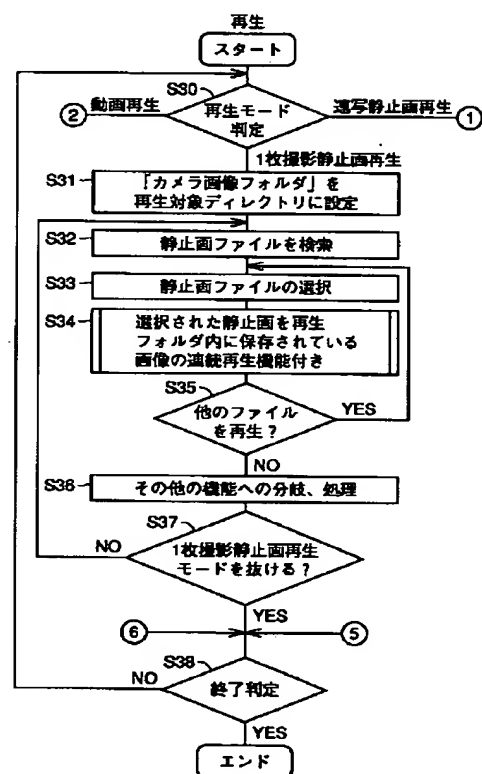 再生
スタート
S30
動画再生
② 再生モード 判定
連写静止画再生
①
1枚撮影静止画再生
S31
「カメラ画像フォルダ」を
再生対象ディレクトリに設定
S32
静止画ファイルを検索
S33
静止画ファイルの選択
S34
選択された静止画を再生
フォルダ内に保存されている
画像の連続再生機能付き
S35
他のファイル
を再生?
YES
NO
S36
その他の機能への分岐、処理
S37
NO
1枚撮影静止画再生
モードを抜ける?
YES
⑥
⑤
S38
NO
終了判定
YES
エンド